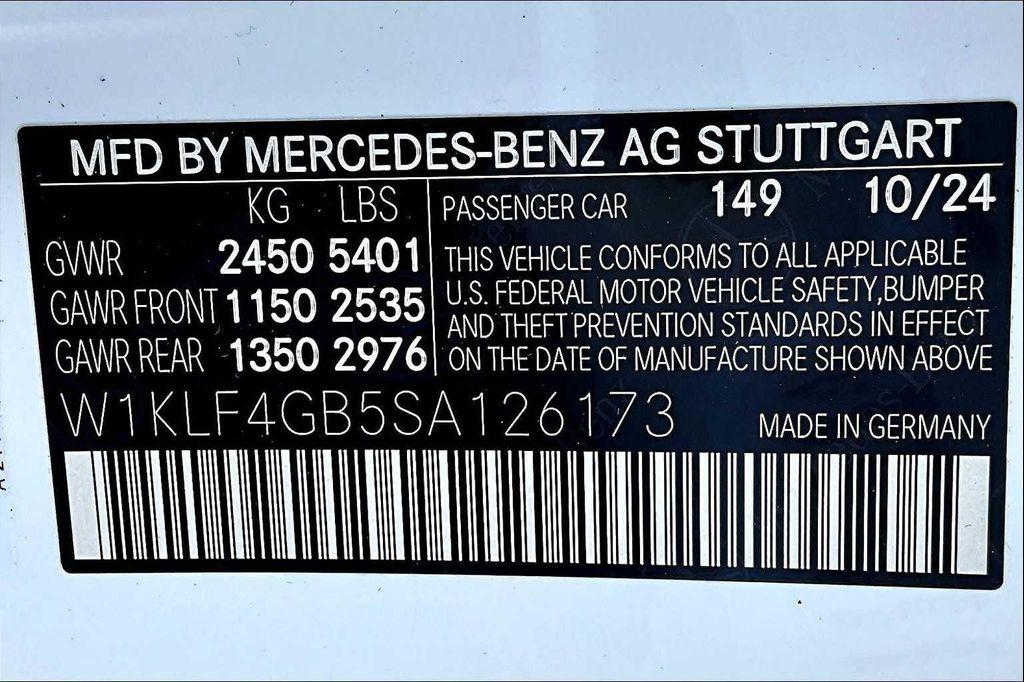 MFD BY MERCEDES-BENZ AG STUTTGART
KG LBS
GVWR 2450 5401
GAWR FRONT 1150 2535
GAWR REAR 1350 2976
PASSENGER CAR 149 10/24
THIS VEHICLE CONFORMS TO ALL APPLICABLE
U.S. FEDERAL MOTOR VEHICLE SAFETY,BUMPER
AND THEFT PREVENTION STANDARDS IN EFFECT
ON THE DATE OF MANUFACTURE SHOWN ABOVE
W1KLF4GB5SA126173
MADE IN GERMANY